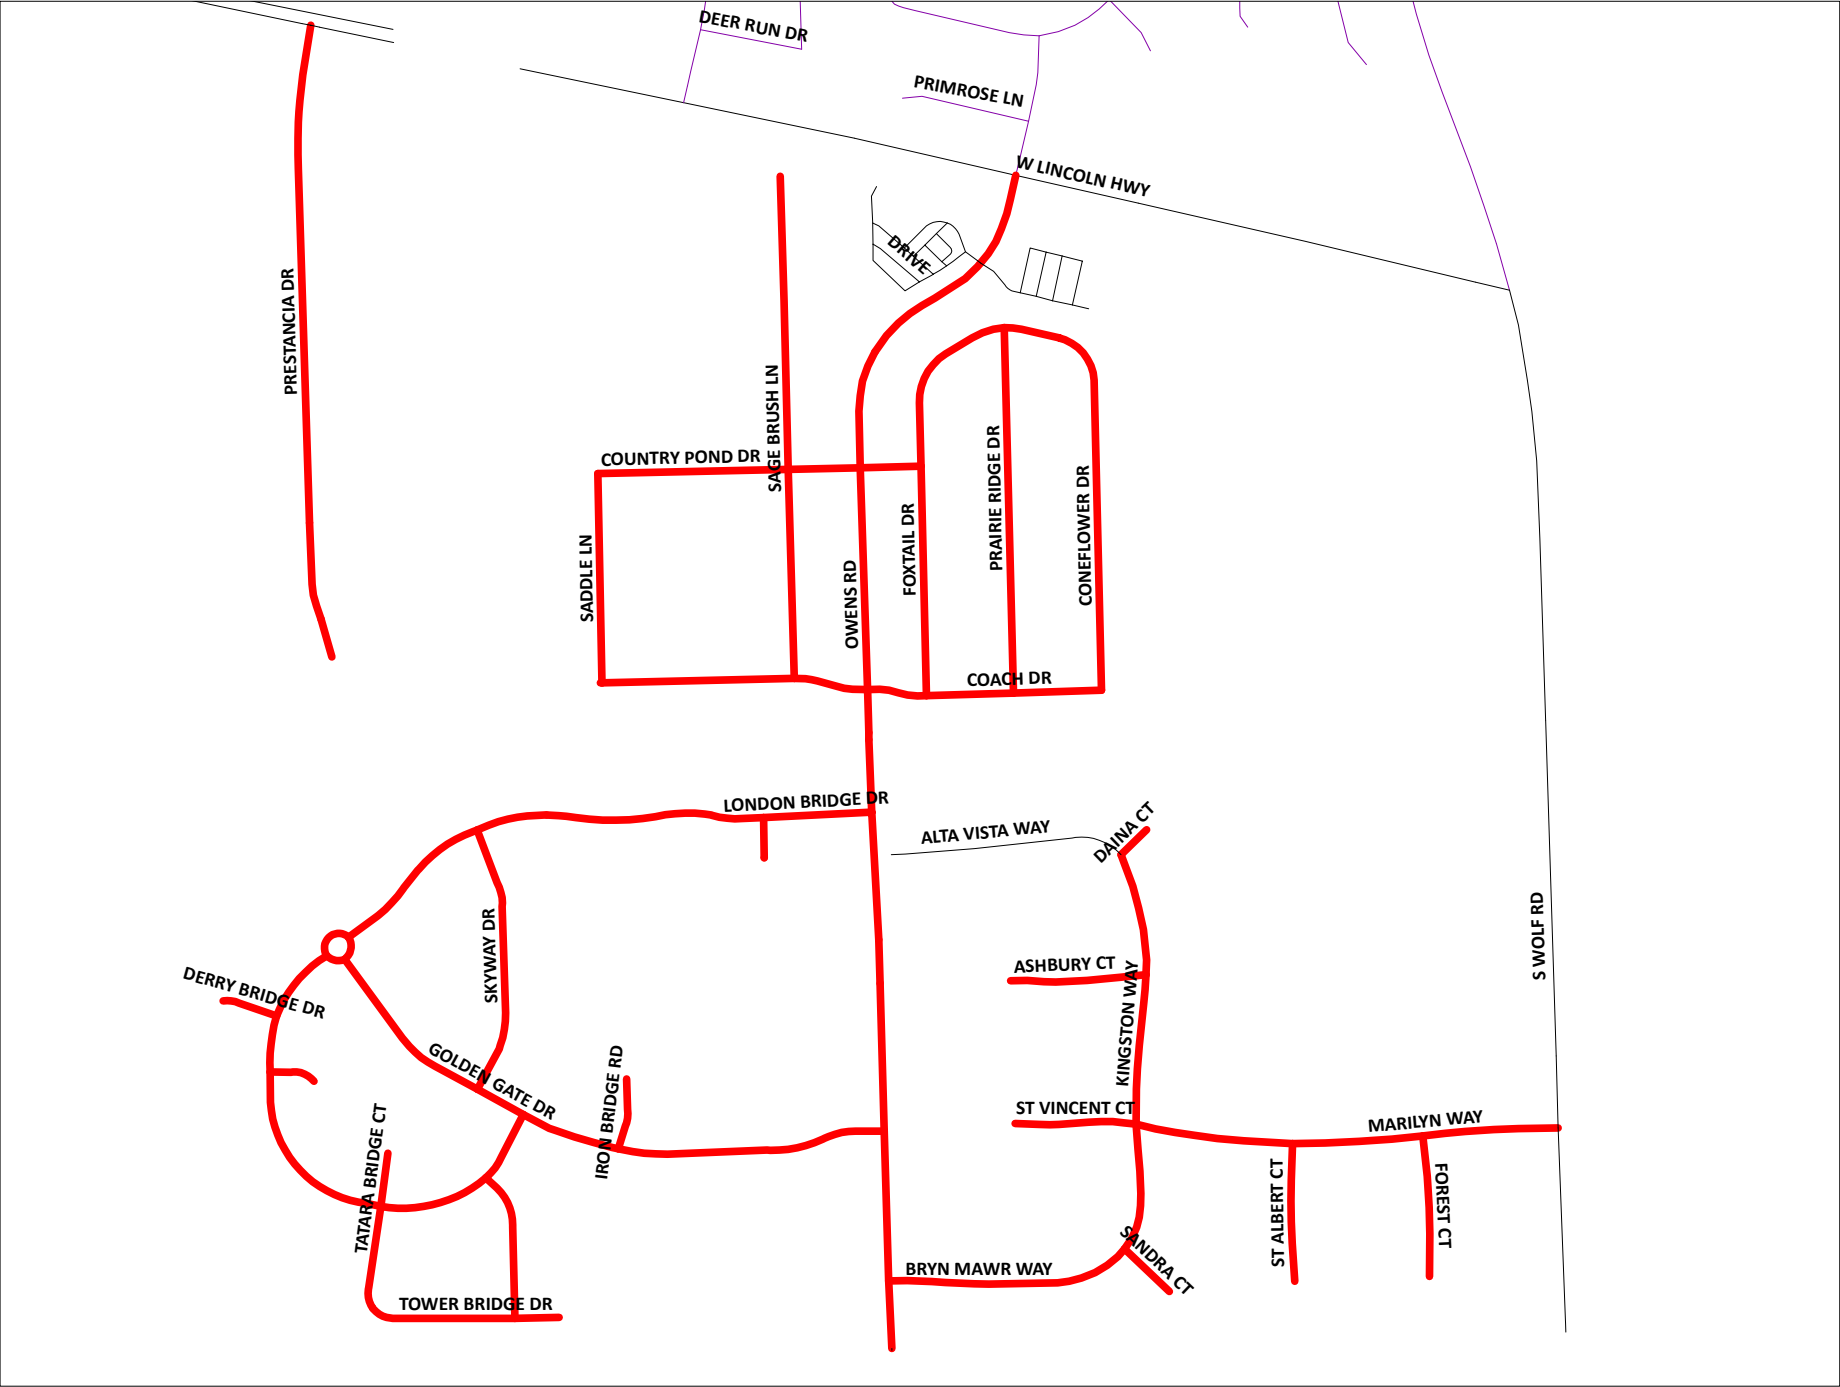 DEER RUN DR
PRIMROSE LN
W LINCOLN HWY
DRIVE
PRESTANCIA DR
SAGE BRUSH LN
COUNTRY POND DR
PRAIRIE RIDGE DR
CONEFLOWER DR
FOXTAIL DR
SADDLE LN
OWENS RD
COACH DR
LONDON BRIDGE DR
ALTA VISTA WAY
DAINA CT
S WOLF RD
SKYWAY DR
ASHBURY CT
KINGSTON WAY
DERRY BRIDGE DR
GOLDEN GATE DR
IRON BRIDGE RD
ST VINCENT CT
MARILYN WAY
TATARA BRIDGE CT
ST ALBERT CT
FOREST CT
SANDRA CT
BRYN MAWR WAY
TOWER BRIDGE DR